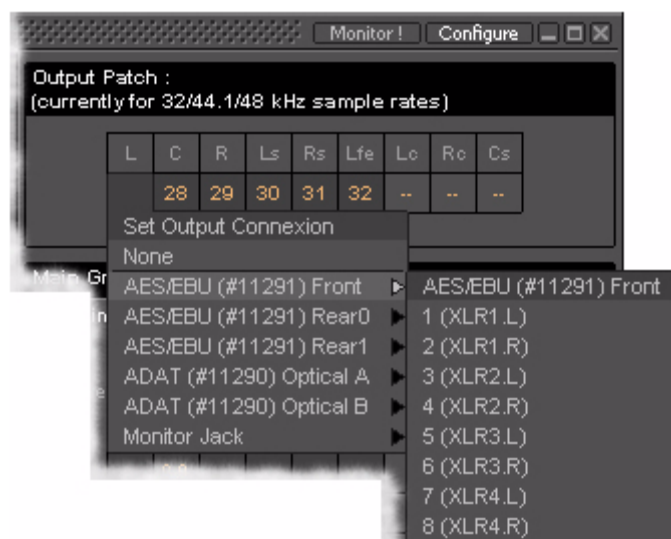 Monitor ! Configure
Output Patch :
(currently for 32/44.1/48 kHz sample rates)
L C R Ls Rs Lfe Lc Rc Cs
28 29 30 31 32 -- -- --
Set Output Connexion
None
AES/EBU (#11291) Front
AES/EBU (#11291) Rear0
AES/EBU (#11291) Rear1
ADAT (#11290) Optical A
ADAT (#11290) Optical B
Monitor Jack
AES/EBU (#11291) Front
1 (XLR1.L)
2 (XLR1.R)
3 (XLR2.L)
4 (XLR2.R)
5 (XLR3.L)
6 (XLR3.R)
7 (XLR4.L)
8 (XLR4.R)